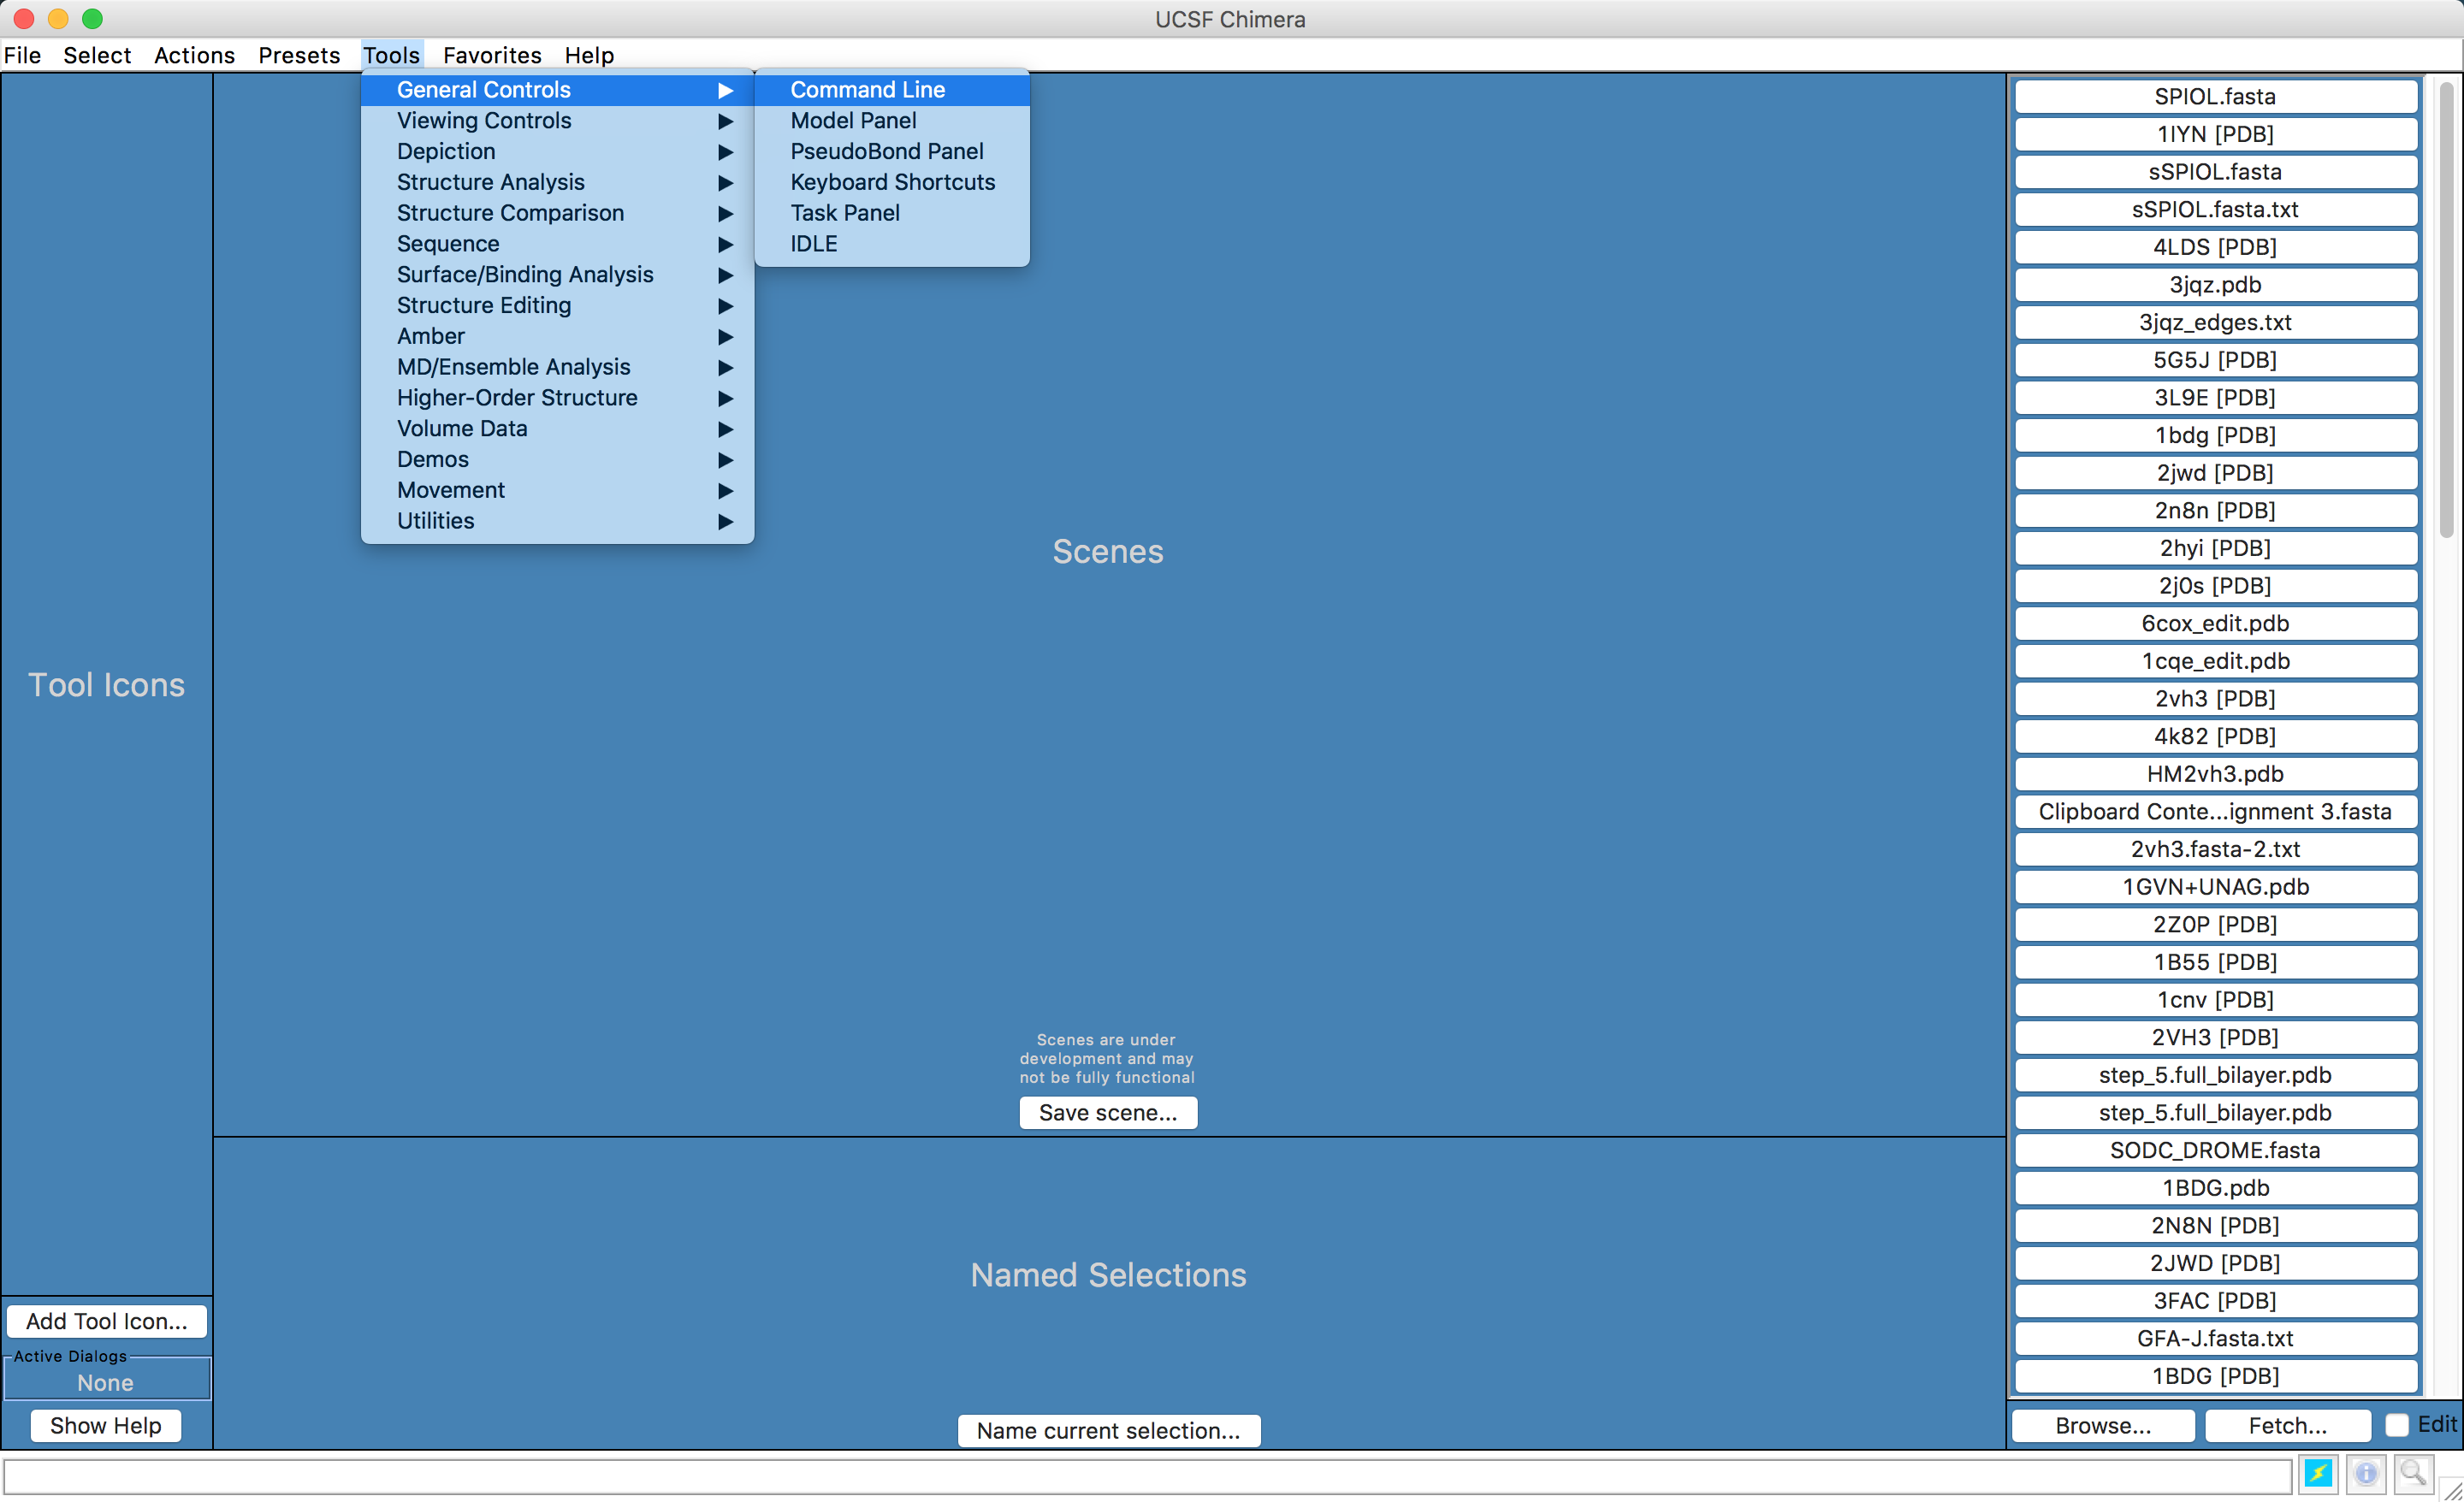 UCSF Chimera
File Select Actions Presets Tools Favorites Help
General Controls
Viewing Controls
Depiction
Structure Analysis
Structure Comparison
Sequence
Surface/Binding Analysis
Structure Editing
Amber
MD/Ensemble Analysis
Higher-Order Structure
Volume Data
Demos
Movement
Utilities
Command Line
Model Panel
PseudoBond Panel
Keyboard Shortcuts
Task Panel
IDLE
Tool Icons
Add Tool Icon...
Active Dialogs
None
Show Help
Scenes
Scenes are under
development and may
not be fully functional
Save scene...
Named Selections
Name current selection...
SPIOL.fasta
1IYN [PDB]
sSPIOL.fasta
sSPIOL.fasta.txt
4LDS [PDB]
3jqz.pdb
3jqz_edges.txt
5G5J [PDB]
3L9E [PDB]
1bdg [PDB]
2jwd [PDB]
2n8n [PDB]
2hyi [PDB]
2j0s [PDB]
6cox_edit.pdb
1cqe_edit.pdb
2vh3 [PDB]
4k82 [PDB]
HM2vh3.pdb
Clipboard Conte...ignment 3.fasta
2vh3.fasta-2.txt
1GVN+UNAG.pdb
2Z0P [PDB]
1B55 [PDB]
1cnv [PDB]
2VH3 [PDB]
step_5.full_bilayer.pdb
step_5.full_bilayer.pdb
SODC_DROME.fasta
1BDG.pdb
2N8N [PDB]
2JWD [PDB]
3FAC [PDB]
GFA-J.fasta.txt
1BDG [PDB]
Browse... Fetch... Edit